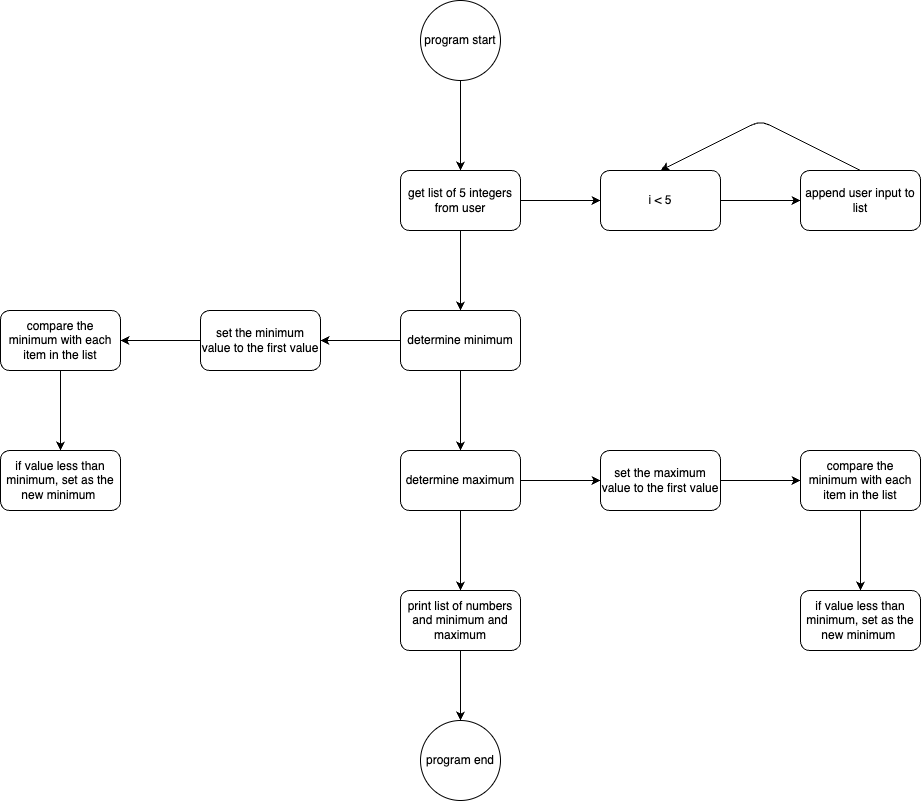 program start
get list of 5 integers
from user
i < 5
append user input to
list
compare the
minimum with each
item in the list
set the minimum
value to the first value
determine minimum
if value less than
minimum, set as the
new minimum
determine maximum
set the maximum
value to the first value
compare the
minimum with each
item in the list
print list of numbers
and minimum and
maximum
if value less than
minimum, set as the
new minimum
program end